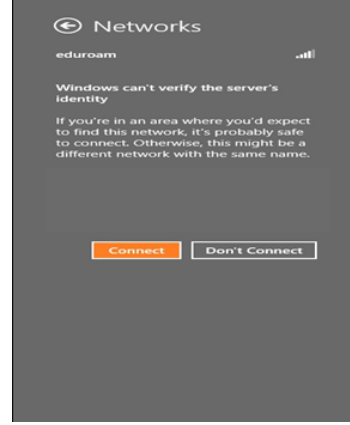 Networks
eduroam
Windows can't verify the server's
identity
If you're in an area where you'd expect
to find this network, it's probably safe
to connect. Otherwise, this might be a
different network with the same name.
Connect Don't Connect